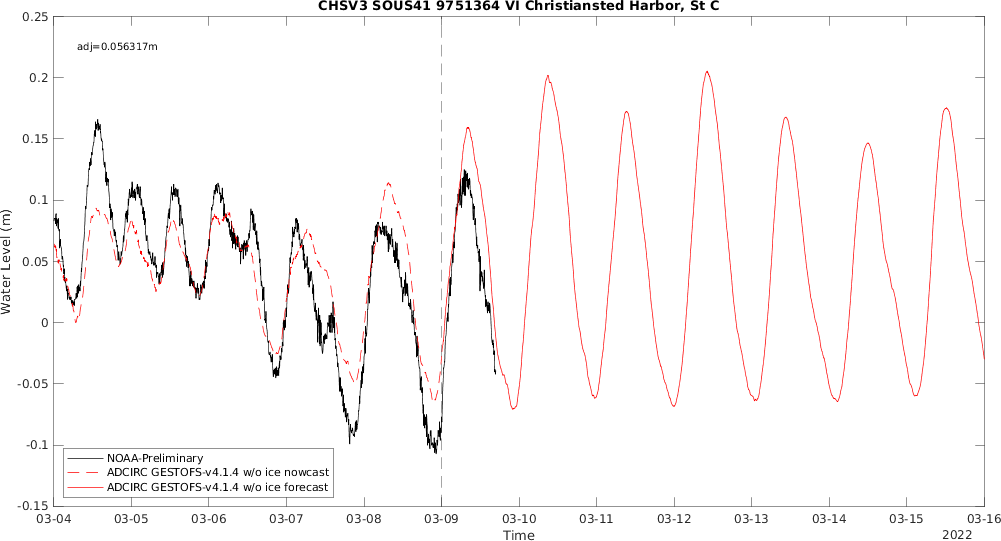 CHSV3 SOUS41 9751364 VI Christiansted Harbor, St C
0.25
adj=0.056317m
0.2
0.15
0.1
0.05
0
-0.05
-0.1
-0.15
Water Level (m)
NOAA-Preliminary
ADCIRC GESTOFS-v4.1.4 w/o ice nowcast
ADCIRC GESTOFS-v4.1.4 w/o ice forecast
03-04 03-05 03-06 03-07 03-08 03-09 03-10 03-11 03-12 03-13 03-14 03-15 03-16
Time
2022